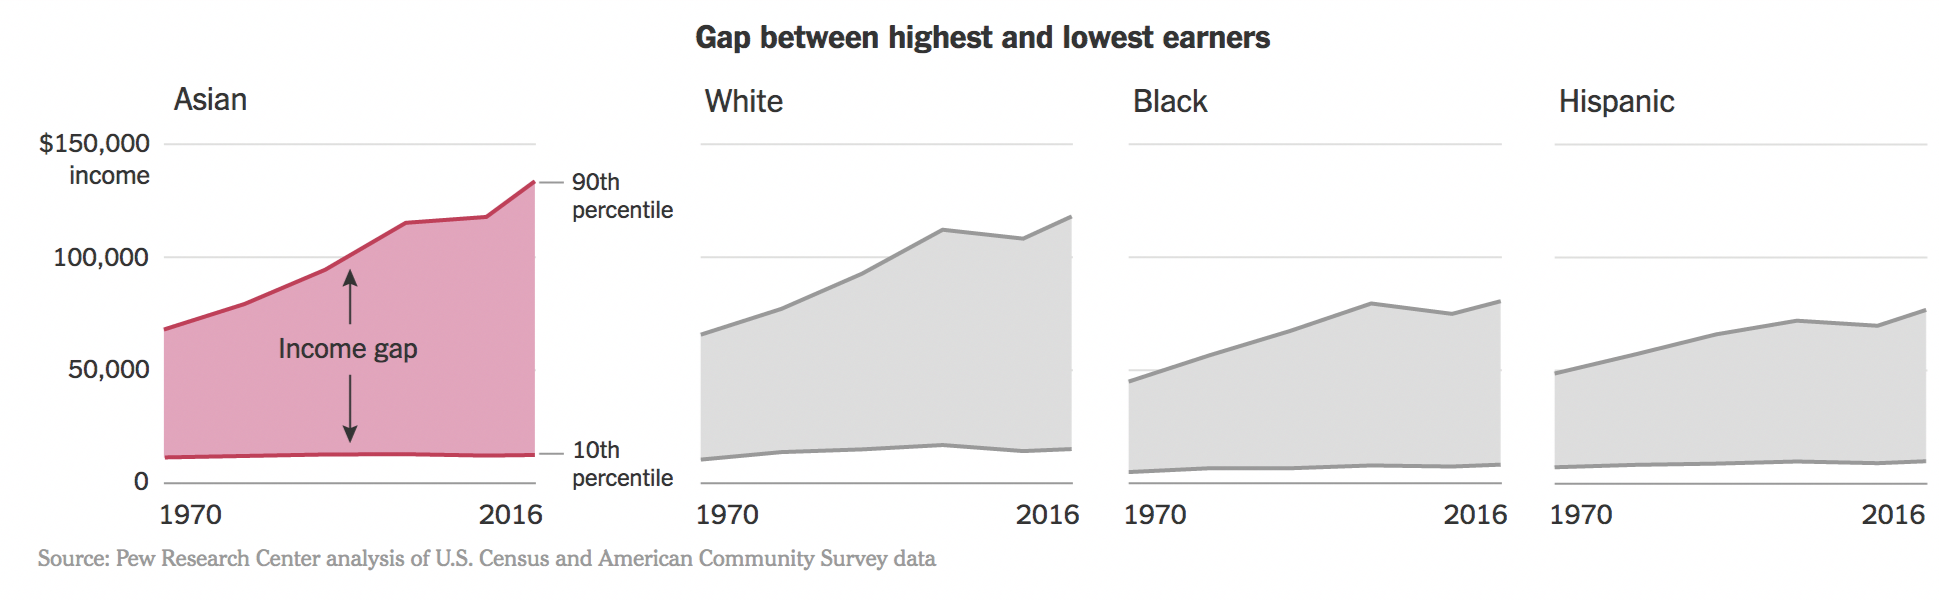 Gap between highest and lowest earners
Asian
White
Black
Hispanic
$150,000
income
100,000
50,000
0
90th
percentile
Income gap
10th
percentile
1970
2016
1970
2016
1970
2016
1970
2016
Source: Pew Research Center analysis of U.S. Census and American Community Survey data